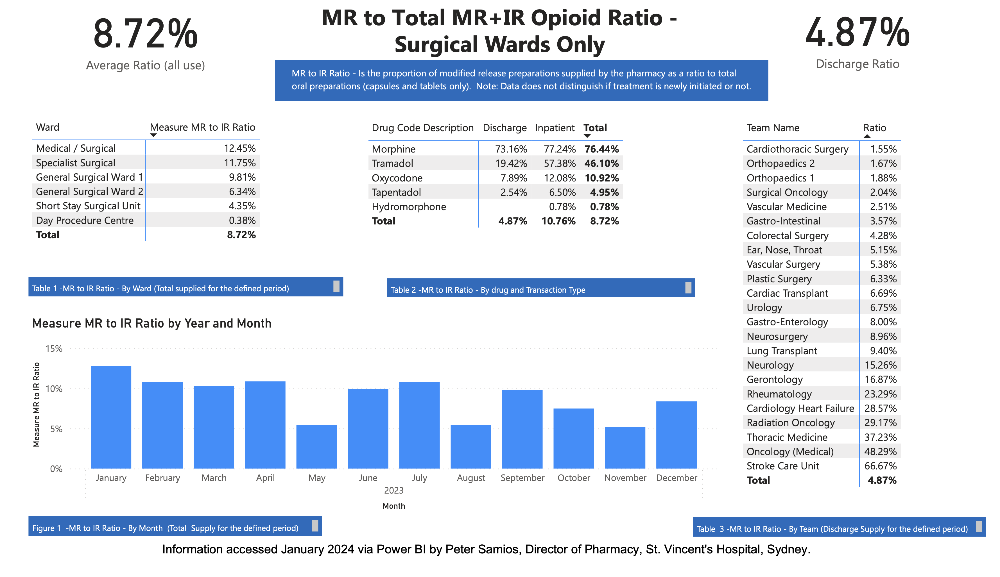 8.72%
Average Ratio (all use)
MR to Total MR+IR Opioid Ratio -
Surgical Wards Only
4.87%
Discharge Ratio
MR to IR Ratio - Is the proportion of modified release preparations supplied by the pharmacy as a ratio to total
oral preparations (capsules and tablets only).  Note: Data does not distinguish if treatment is newly initiated or not.
Ward Measure MR to IR Ratio
Medical / Surgical 12.45%
Specialist Surgical 11.75%
General Surgical Ward 1 9.81%
General Surgical Ward 2 6.34%
Short Stay Surgical Unit 4.35%
Day Procedure Centre 0.38%
Total 8.72%
Table 1 -MR to IR Ratio - By Ward (Total supplied for the defined period)
Drug Code Description Discharge Inpatient Total
Morphine 73.16% 77.24% 76.44%
Tramadol 19.42% 57.38% 46.10%
Oxycodone 7.89% 12.08% 10.92%
Tapentadol 2.54% 6.50% 4.95%
Hydromorphone 0.78% 0.78%
Total 4.87% 10.76% 8.72%
Table 2 -MR to IR Ratio - By drug and Transaction Type
Team Name Ratio
Cardiothoracic Surgery 1.55%
Orthopaedics 2 1.67%
Orthopaedics 1 1.88%
Surgical Oncology 2.04%
Vascular Medicine 2.51%
Gastro-Intestinal 3.57%
Colorectal Surgery 4.28%
Ear, Nose, Throat 5.15%
Vascular Surgery 5.38%
Plastic Surgery 6.33%
Cardiac Transplant 6.69%
Urology 6.75%
Gastro-Enterology 8.00%
Neurosurgery 8.96%
Lung Transplant 9.40%
Neurology 15.26%
Gerontology 16.87%
Rheumatology 23.29%
Cardiology Heart Failure 28.57%
Radiation Oncology 29.17%
Thoracic Medicine 37.23%
Oncology (Medical) 48.29%
Stroke Care Unit 66.67%
Total 4.87%
Table  3 -MR to IR Ratio - By Team (Discharge Supply for the defined period)
Measure MR to IR Ratio by Year and Month
Measure MR to IR Ratio
15%
10%
5%
0%
January February March April May June July August September October November December
2023
Month
Figure 1  -MR to IR Ratio - By Month  (Total  Supply for the defined period)
Information accessed January 2024 via Power BI by Peter Samios, Director of Pharmacy, St. Vincent's Hospital, Sydney.